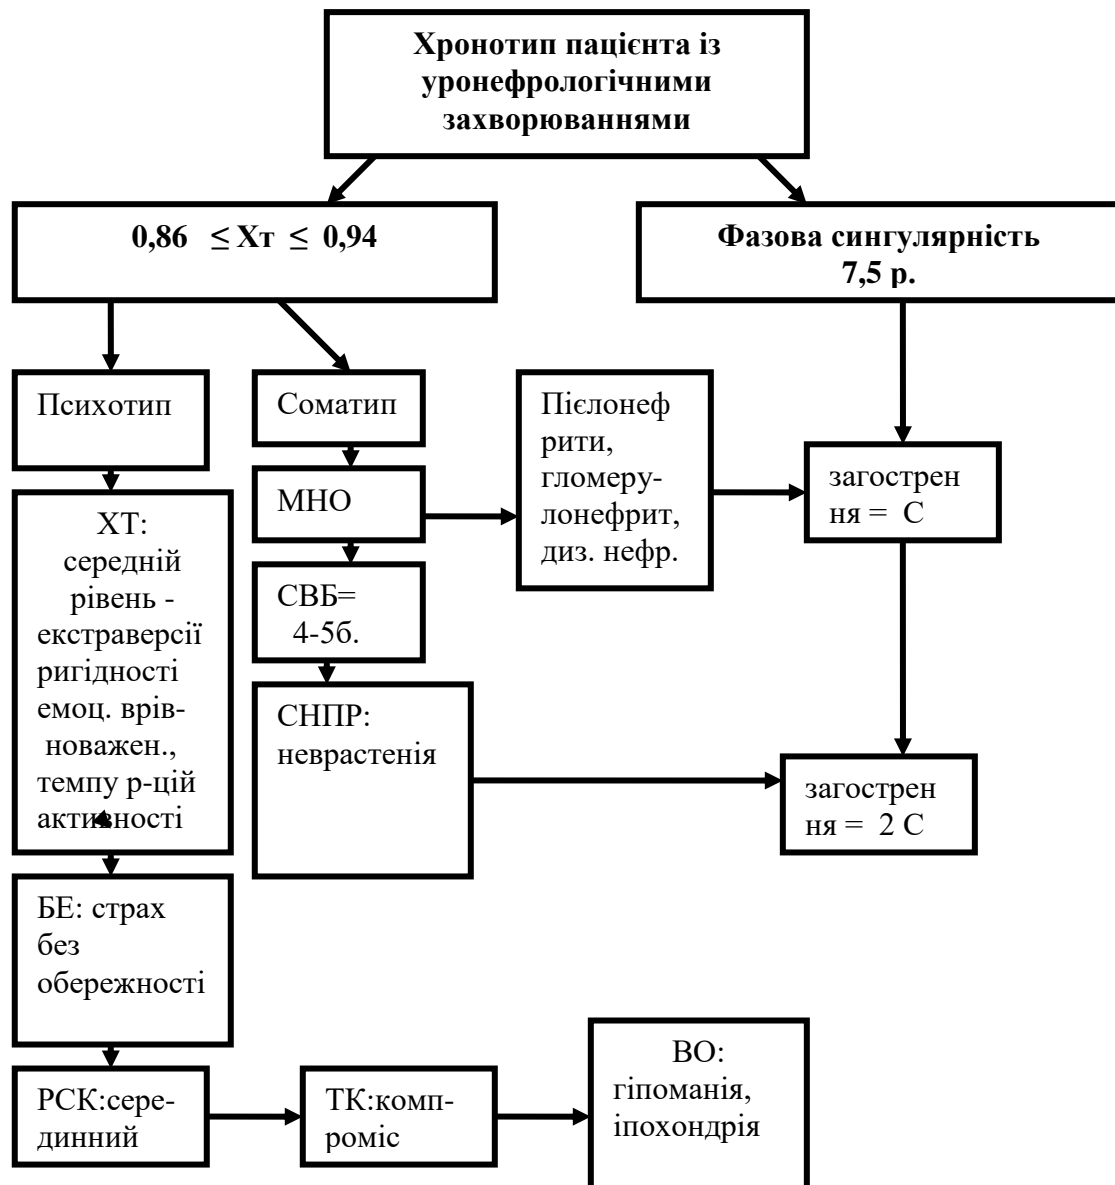 Хронотип пацієнта із
уронефрологічними
захворюваннями
0,86 ≤ Хт ≤ 0,94
Фазова сингулярність
7,5 р.
Психотип
Соматип
Пієлонеф
рити,
гломеру-
лонефрит,
диз. нефр.
загострен
ня = С
МНО
ХТ:
середній
рівень -
екстраверсії
ригідності
емоц. врів-
новажен.,
темпу р-цій
активності
СВБ=
4-5б.
СНПР:
неврастенія
загострен
ня = 2 С
БЕ: страх
без
обережності
РСК:сере-
динний
ТК:комп-
роміс
ВО:
гіпоманія,
іпохондрія